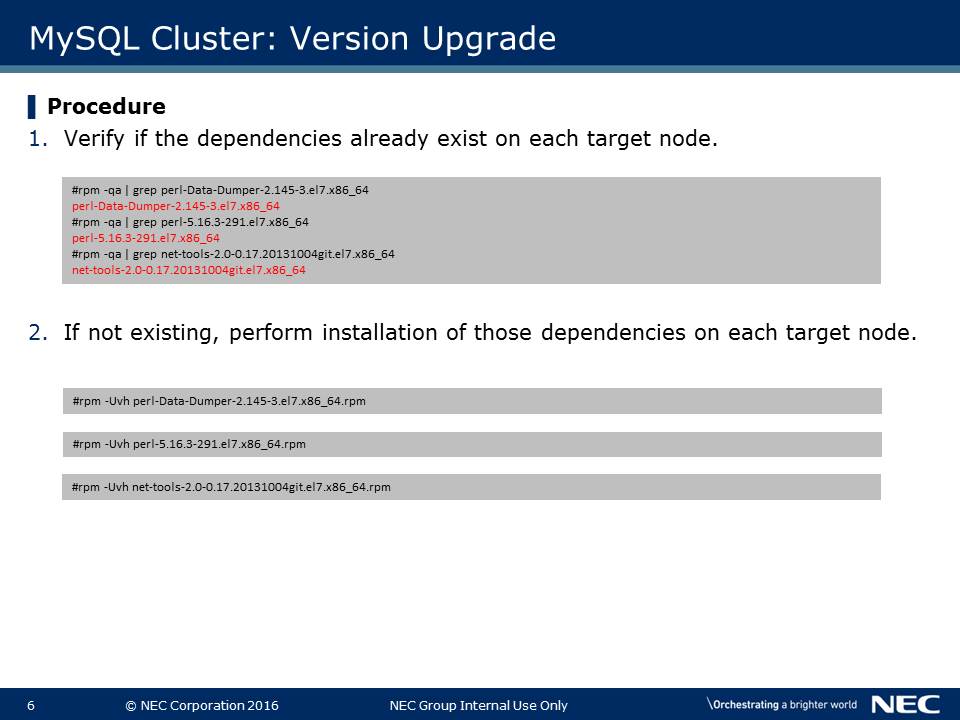 MySQL Cluster: Version Upgrade
Procedure
1. Verify if the dependencies already exist on each target node.
#rpm -qa | grep perl-Data-Dumper-2.145-3.el7.x86_64
perl-Data-Dumper-2.145-3.el7.x86_64
#rpm -qa | grep perl-5.16.3-291.el7.x86_64
perl-5.16.3-291.el7.x86_64
#rpm -qa | grep net-tools-2.0-0.17.20131004git.el7.x86_64
net-tools-2.0-0.17.20131004git.el7.x86_64
2. If not existing, perform installation of those dependencies on each target node.
#rpm -Uvh perl-Data-Dumper-2.145-3.el7.x86_64.rpm
#rpm -Uvh perl-5.16.3-291.el7.x86_64.rpm
#rpm -Uvh net-tools-2.0-0.17.20131004git.el7.x86_64.rpm
6 © NEC Corporation 2016 NEC Group Internal Use Only \Orchestrating a brighter world NEC